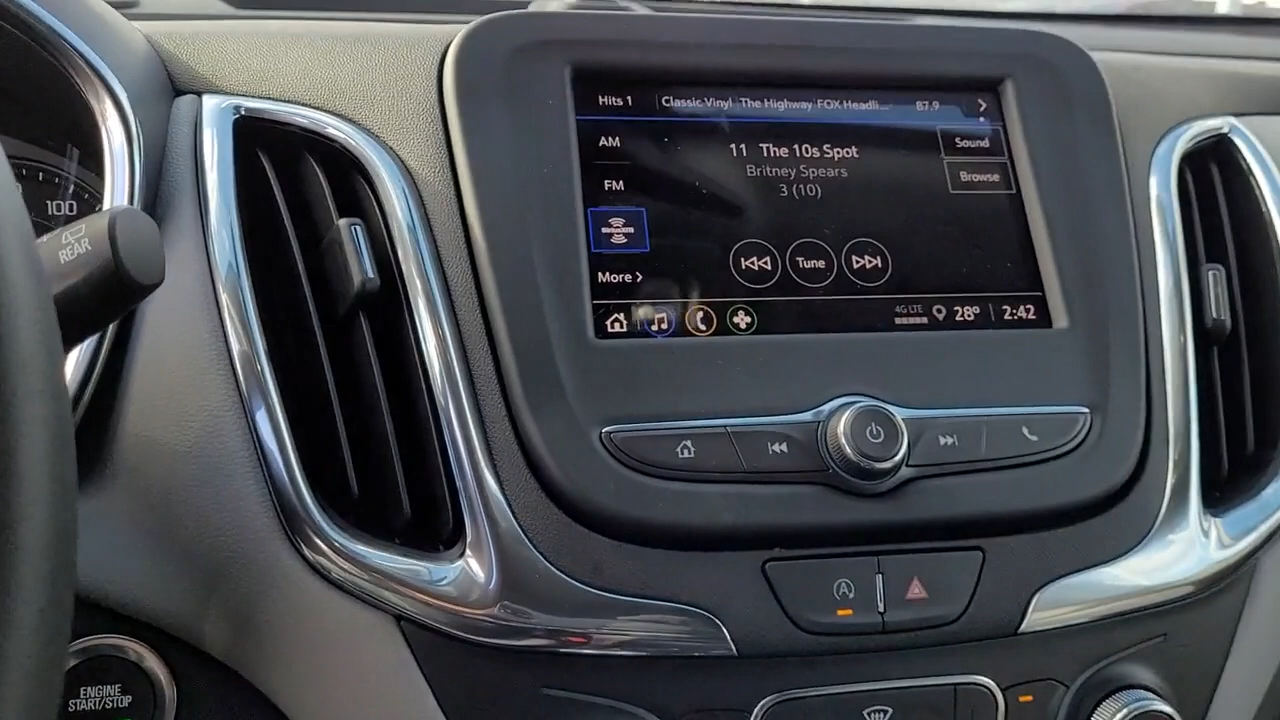 Hits 1
Classic Vinyl The Highway FOX Headli...
87.9
AM
11 The 10s Spot
Sound
Britney Spears
Browse
FM
3 (10)
SiriusXM
Tune
More
4G LTE
28°
2:42
100
REAR
A
ENGINE
START/STOP